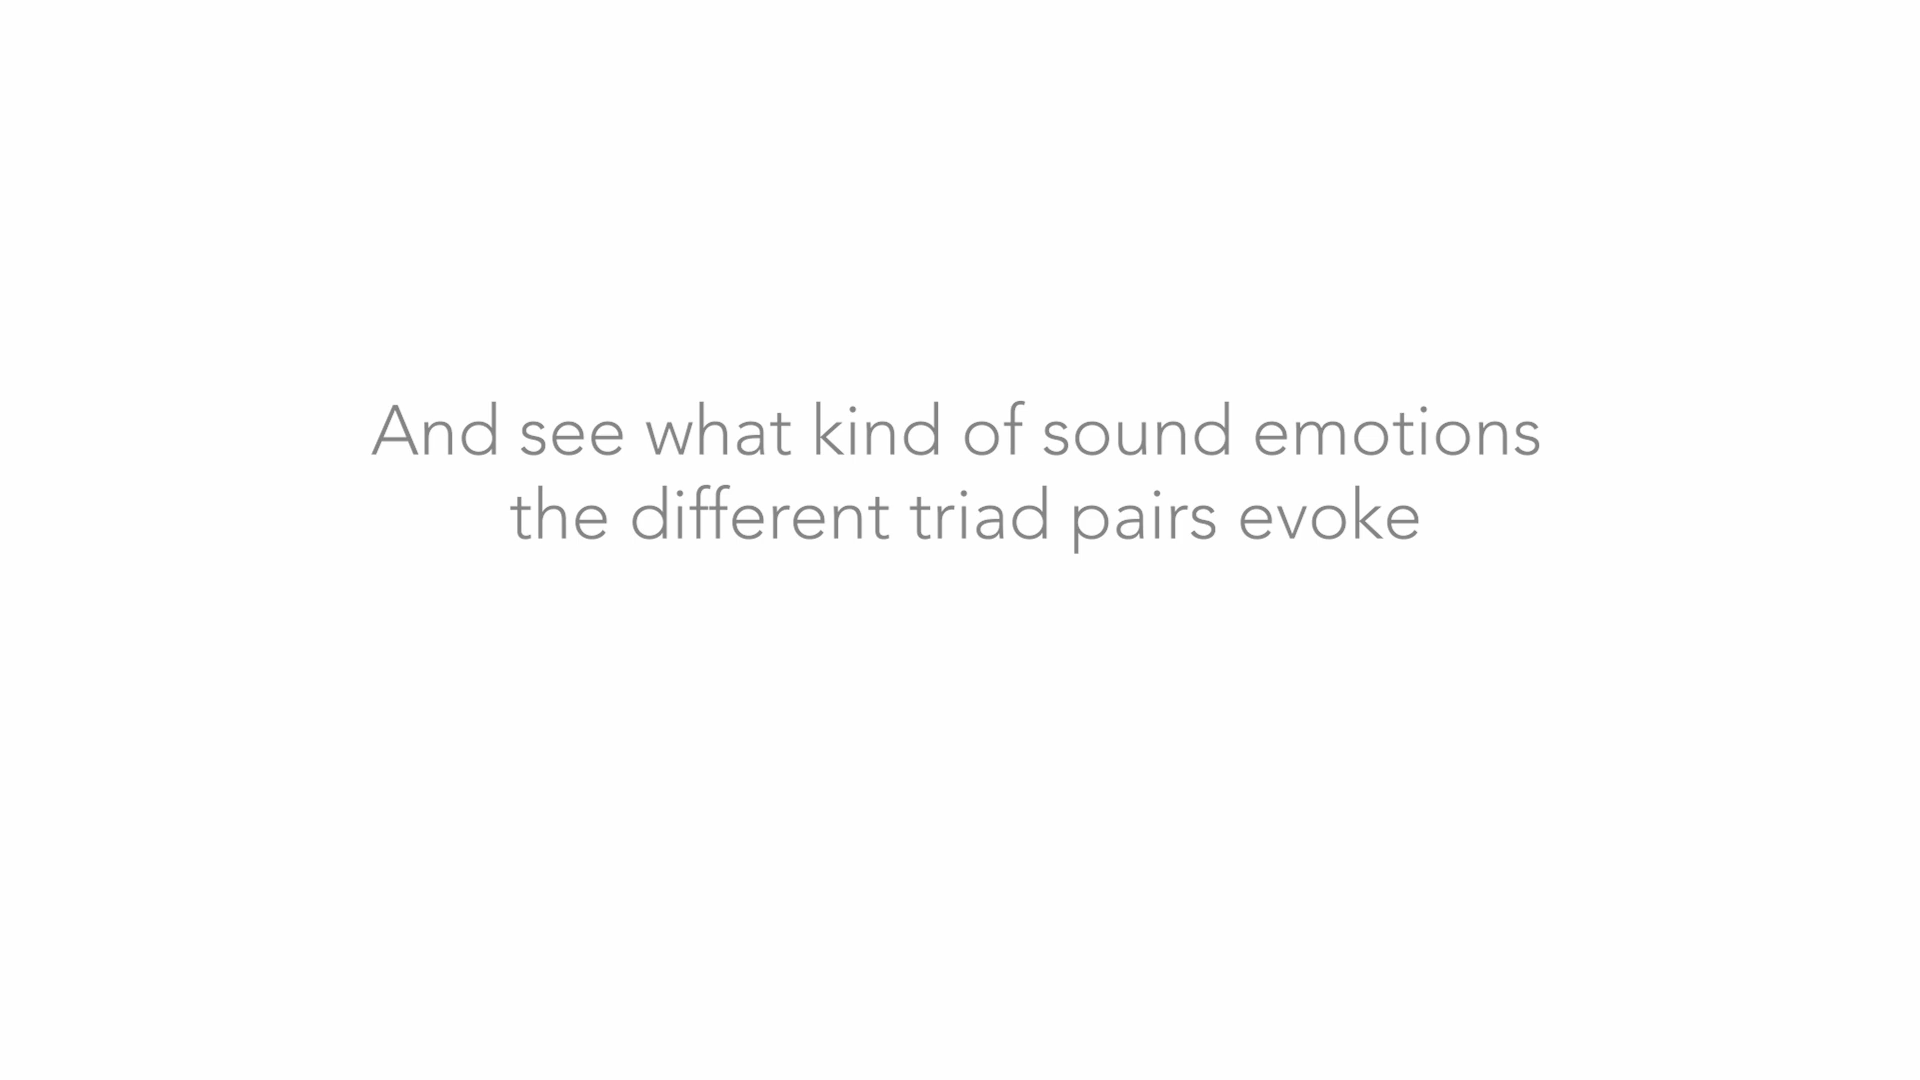 And see what kind of sound emotions
the different triad pairs evoke